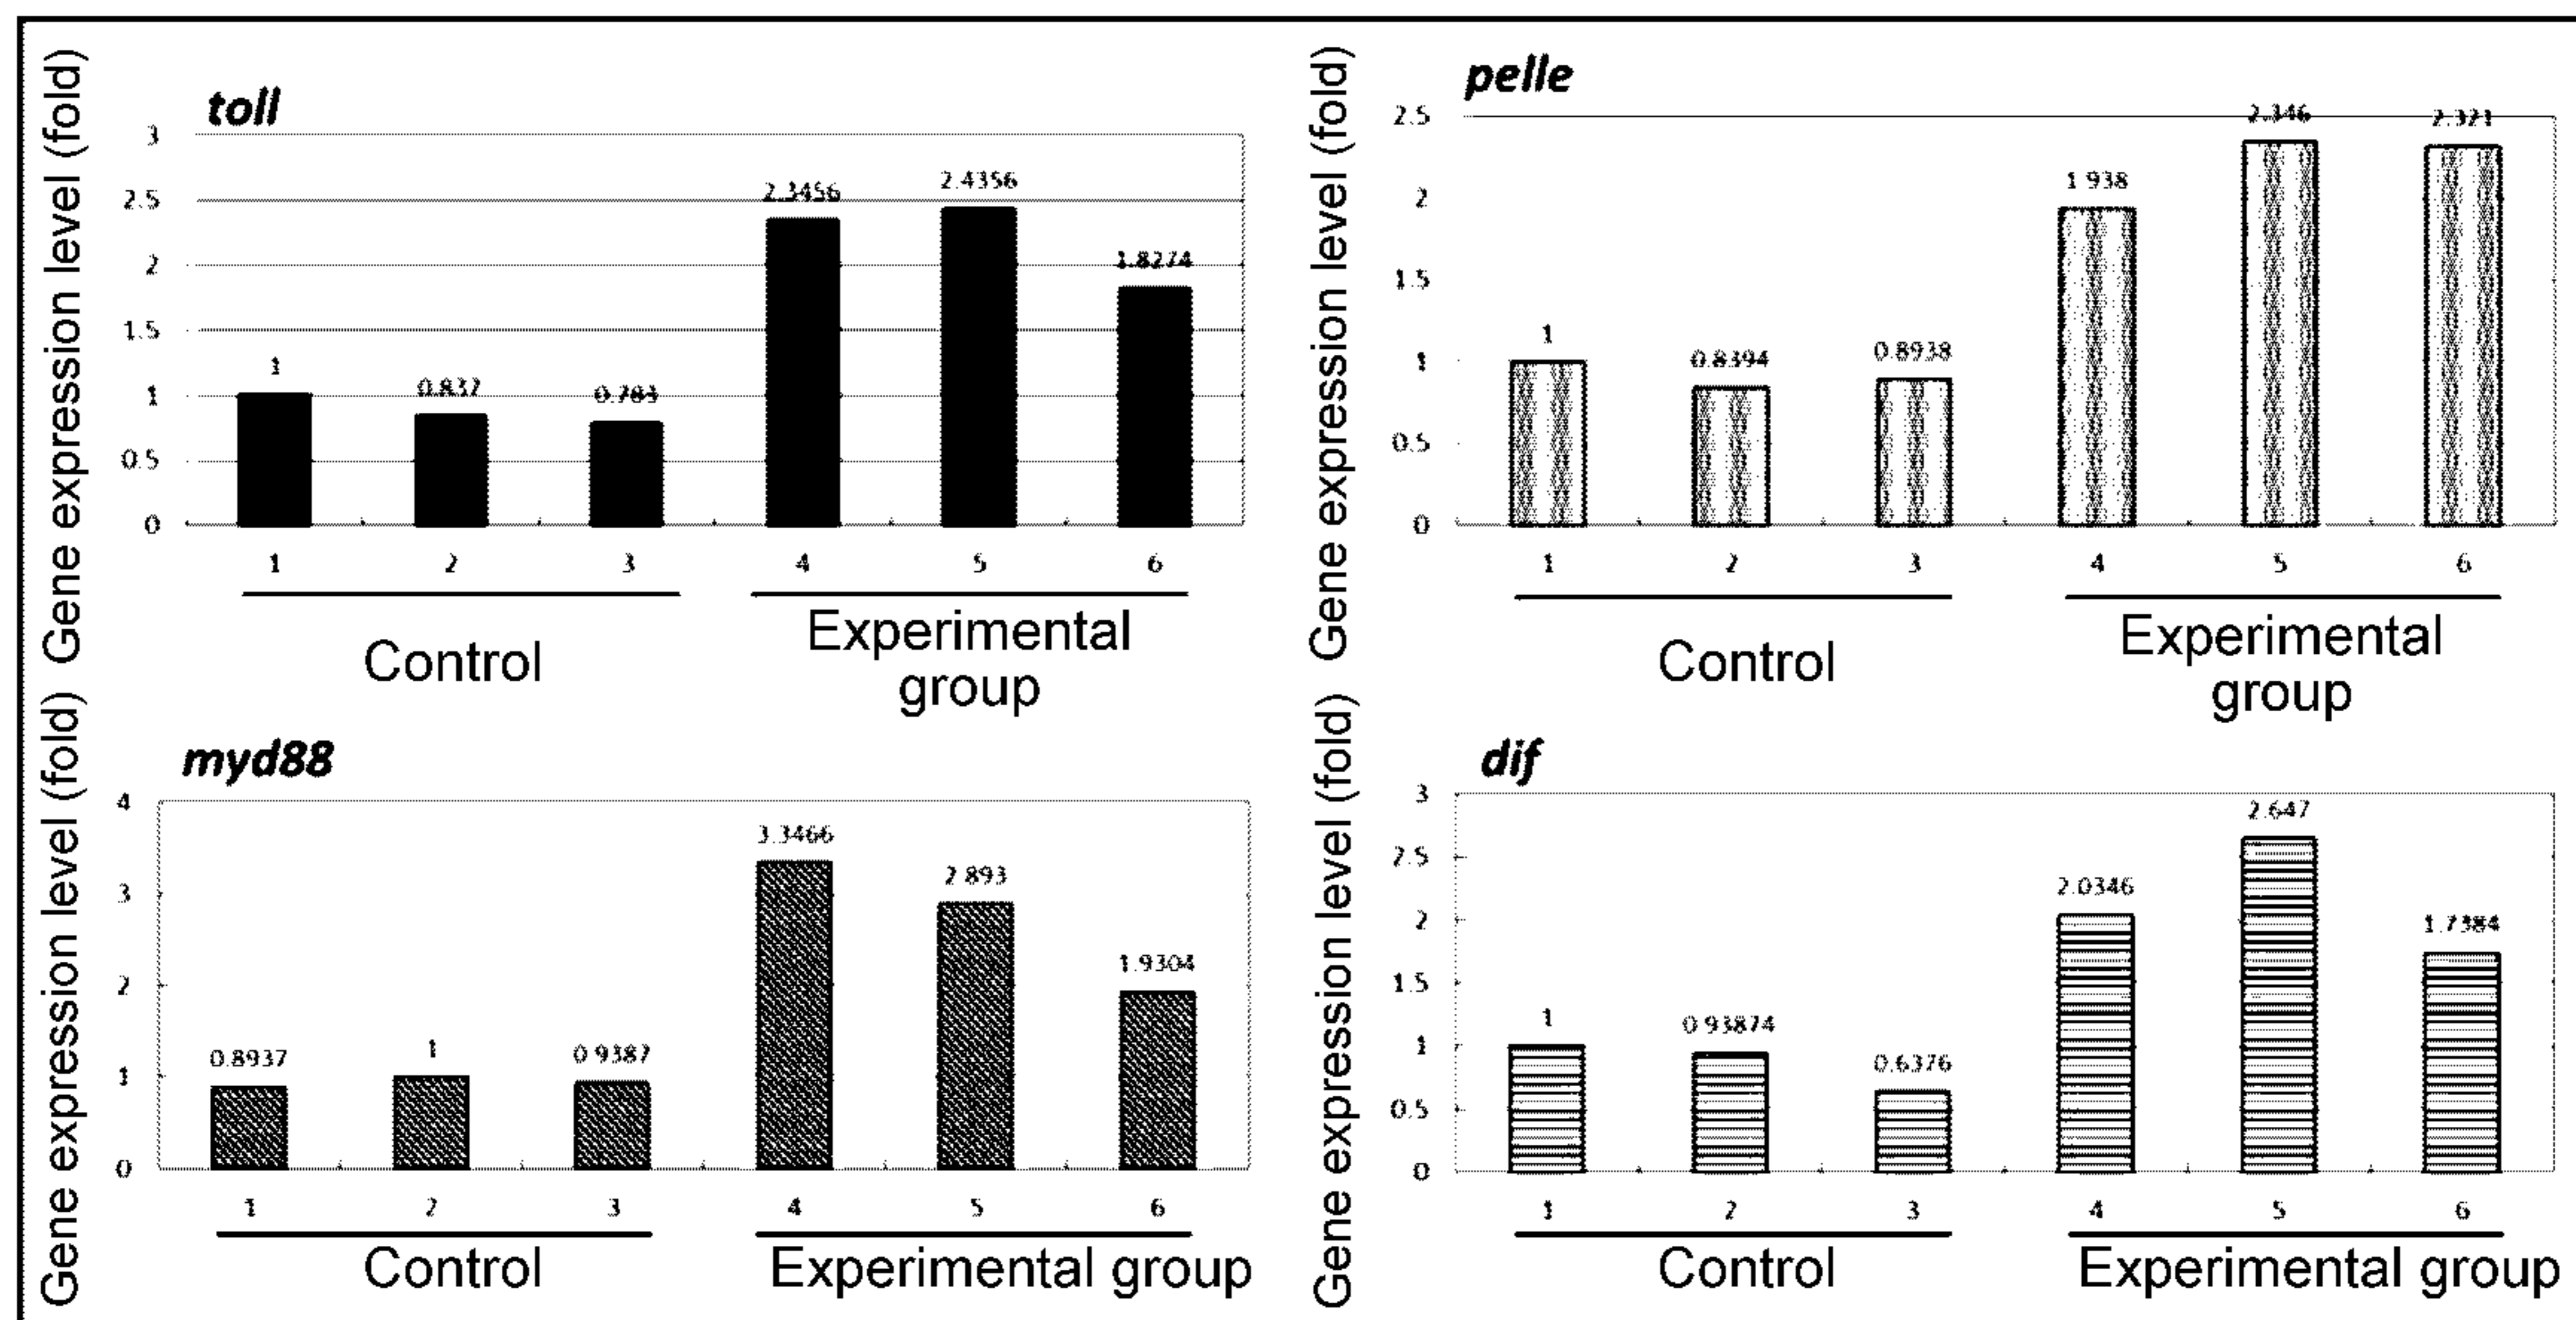 toll
Gene expression level (fold)
3
2.5
2
1.5
1
0.5
0
1
0.837
0.783
2.3456
2.4356
1.8274
1 2 3 4 5 6
Control
Experimental
group
pelle
Gene expression level (fold)
2.5
2
1.5
1
0.5
0
1
0.8394
0.8938
1.938
2.346
2.321
1 2 3 4 5 6
Control
Experimental
group
myd88
Gene expression level (fold)
4
3
2
1
0
0.8937
1
0.9387
3.3466
2.893
1.9304
1 2 3 4 5 6
Control
Experimental group
dif
Gene expression level (fold)
3
2.5
2
1.5
1
0.5
0
1
0.93874
0.6376
2.0346
2.647
1.7384
1 2 3 4 5 6
Control
Experimental group